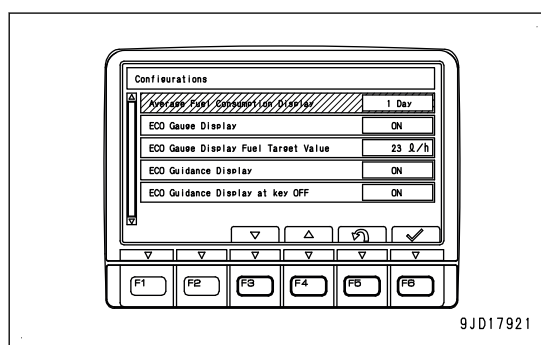 Configurations
Average Fuel Consumption Display 1 Day
ECO Gauge Display ON
ECO Gauge Display Fuel Target Value 23 ℓ/h
ECO Guidance Display ON
ECO Guidance Display at key OFF ON
F1 F2 F3 F4 F5 F6
9JD17921